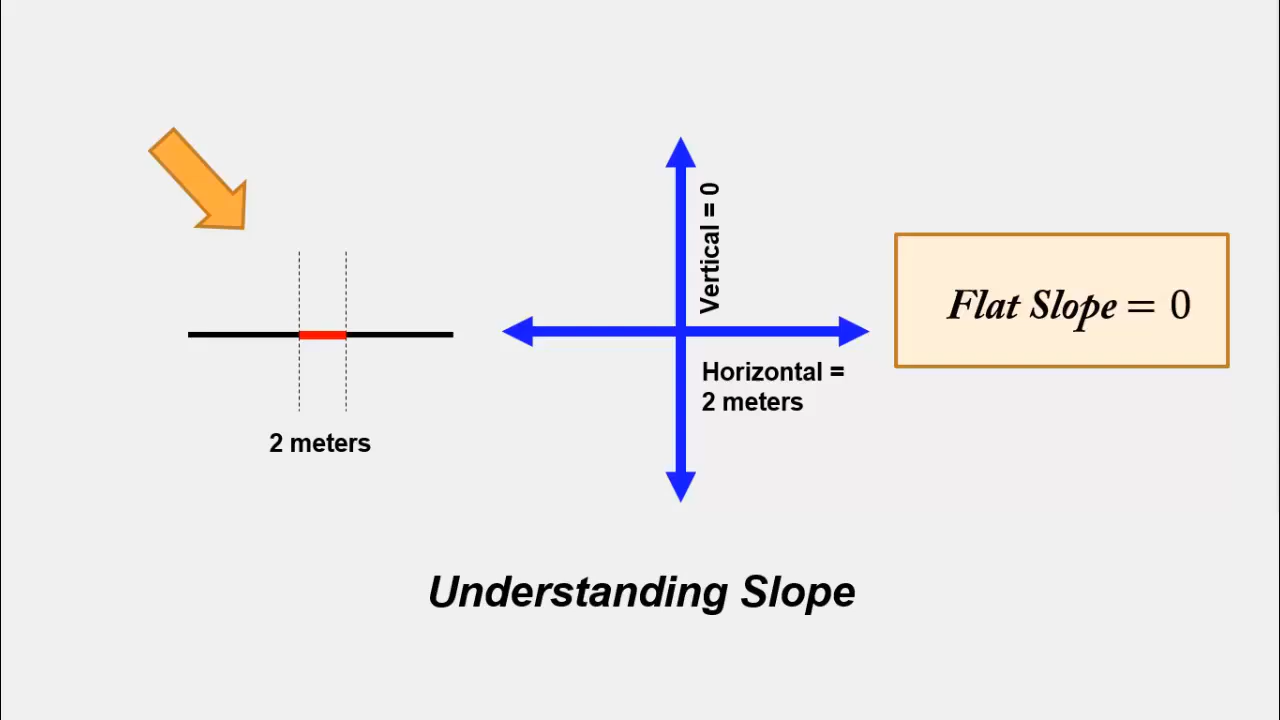 Vertical = 0
Flat Slope = 0
Horizontal =
2 meters
2 meters
Understanding Slope